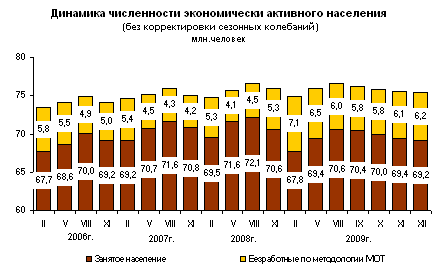 Динамика численности экономически активного населения
(без корректировки сезонных колебаний)
млн.человек
80
75
70
65
60
5,8 5,5 4,9 5,0 5,4 4,5 4,3 4,2 5,3 4,1 4,5 5,3 7,1 6,5 6,0 5,8 5,8 6,1 6,2
67,7 68,6 70,0 69,2 69,2 70,7 71,6 70,8 69,5 71,6 72,1 70,6 67,8 69,4 70,6 70,4 70,0 69,4 69,2
II V VIII XI II V VIII XI II V VIII XI II V VIII IX X XI XII
2006г. 2007г. 2008г. 2009г.
Занятое население Безработные по методологии МОТ